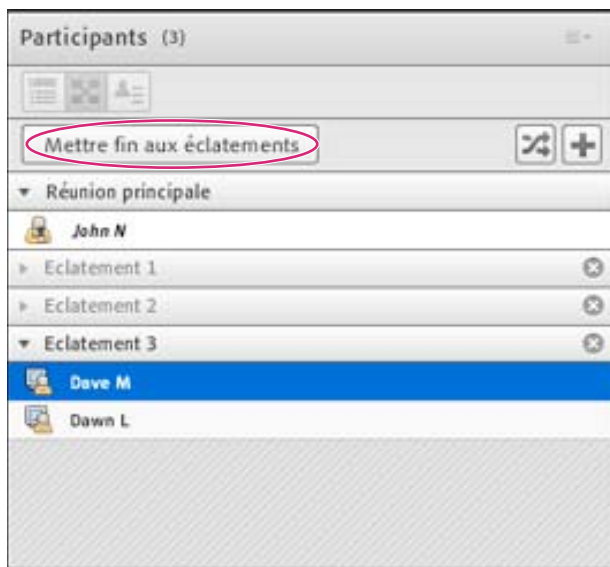 Participants (3)
Mettre fin aux éclatements
Réunion principale
John N
Eclatement 1
Eclatement 2
Eclatement 3
Dave M
Dawn L